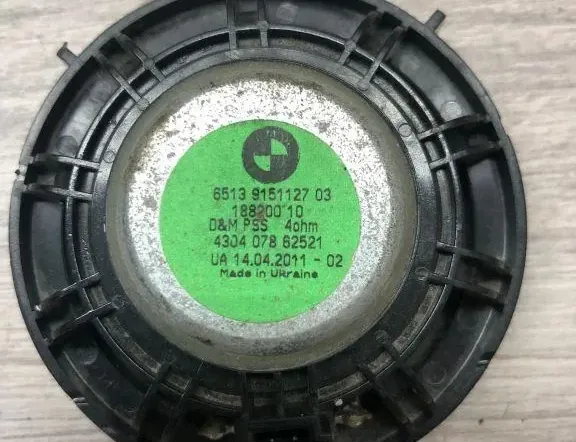 6513 9151127 03
188200 10
D&M PSS 4ohm
4304 078 62521
UA 14.04.2011 - 02
Made in Ukraine